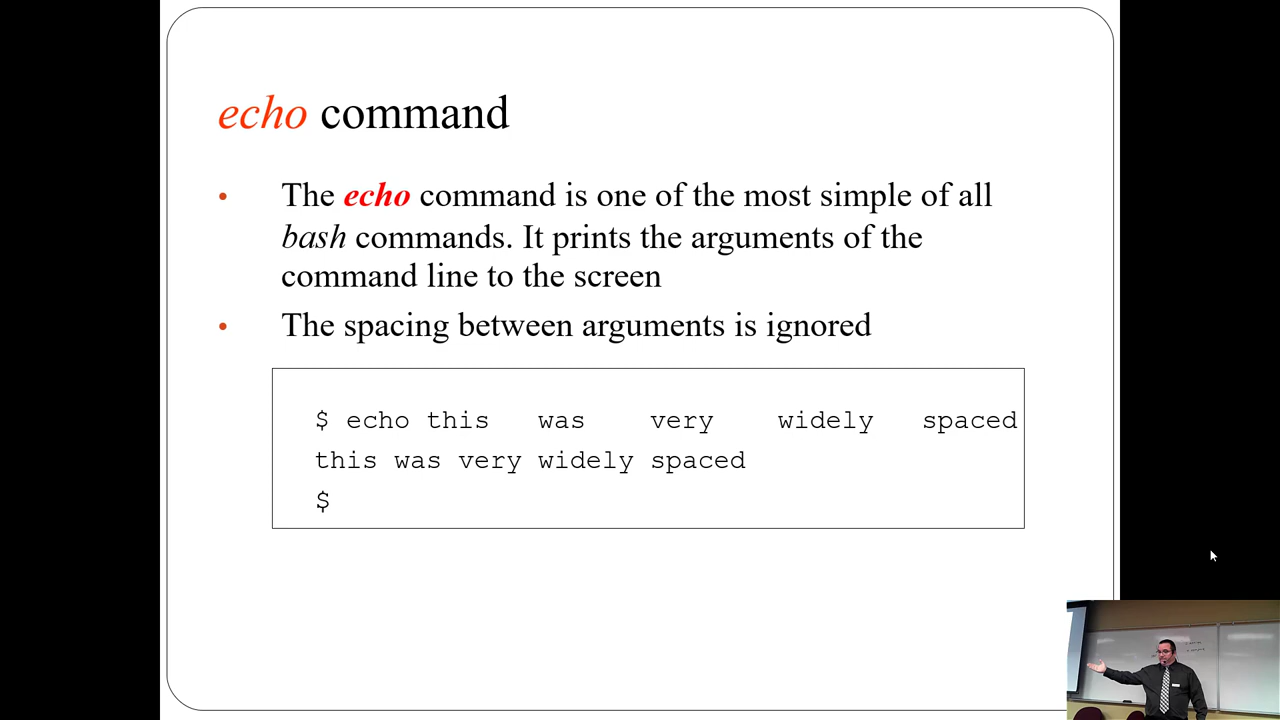 echo command
• The echo command is one of the most simple of all
bash commands. It prints the arguments of the
command line to the screen
• The spacing between arguments is ignored
$ echo this   was    very    widely   spaced
this was very widely spaced
$